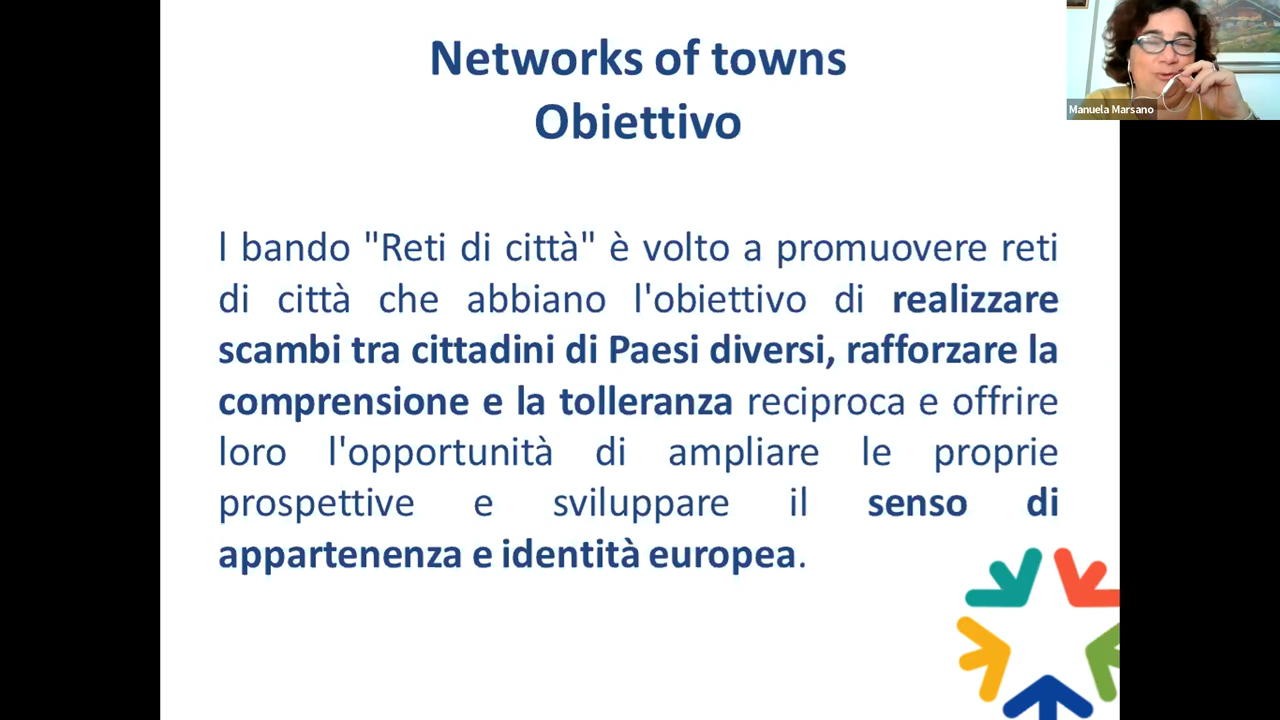 Networks of towns
Obiettivo
l bando "Reti di città" è volto a promuovere reti
di città che abbiano l'obiettivo di realizzare
scambi tra cittadini di Paesi diversi, rafforzare la
comprensione e la tolleranza reciproca e offrire
loro l'opportunità di ampliare le proprie
prospettive e sviluppare il senso di
appartenenza e identità europea.
Manuela Marsano